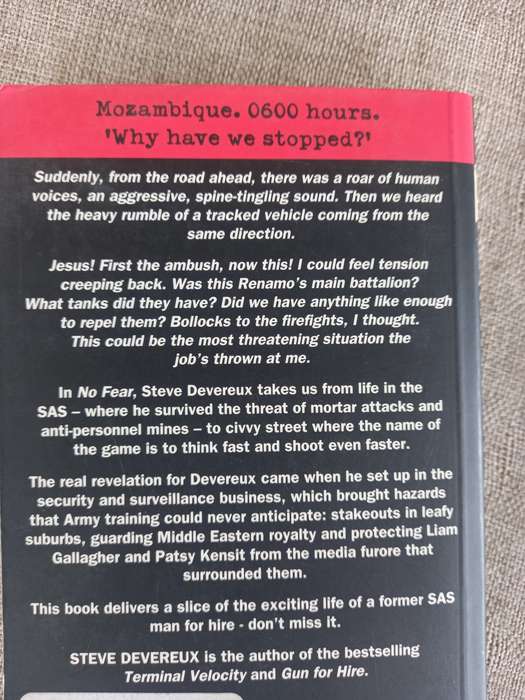 Mozambique. 0600 hours.
'Why have we stopped?'
Suddenly, from the road ahead, there was a roar of human
voices, an aggressive, spine-tingling sound. Then we heard
the heavy rumble of a tracked vehicle coming from the
same direction.
Jesus! First the ambush, now this! I could feel tension
creeping back. Was this Renamo's main battalion?
What tanks did they have? Did we have anything like enough
to repel them? Bollocks to the firefights, I thought.
This could be the most threatening situation the
job's thrown at me.
In No Fear, Steve Devereux takes us from life in the
SAS – where he survived the threat of mortar attacks and
anti-personnel mines – to civvy street where the name of
the game is to think fast and shoot even faster.
The real revelation for Devereux came when he set up in the
security and surveillance business, which brought hazards
that Army training could never anticipate: stakeouts in leafy
suburbs, guarding Middle Eastern royalty and protecting Liam
Gallagher and Patsy Kensit from the media furore that
surrounded them.
This book delivers a slice of the exciting life of a former SAS
man for hire - don't miss it.
STEVE DEVEREUX is the author of the bestselling
Terminal Velocity and Gun for Hire.